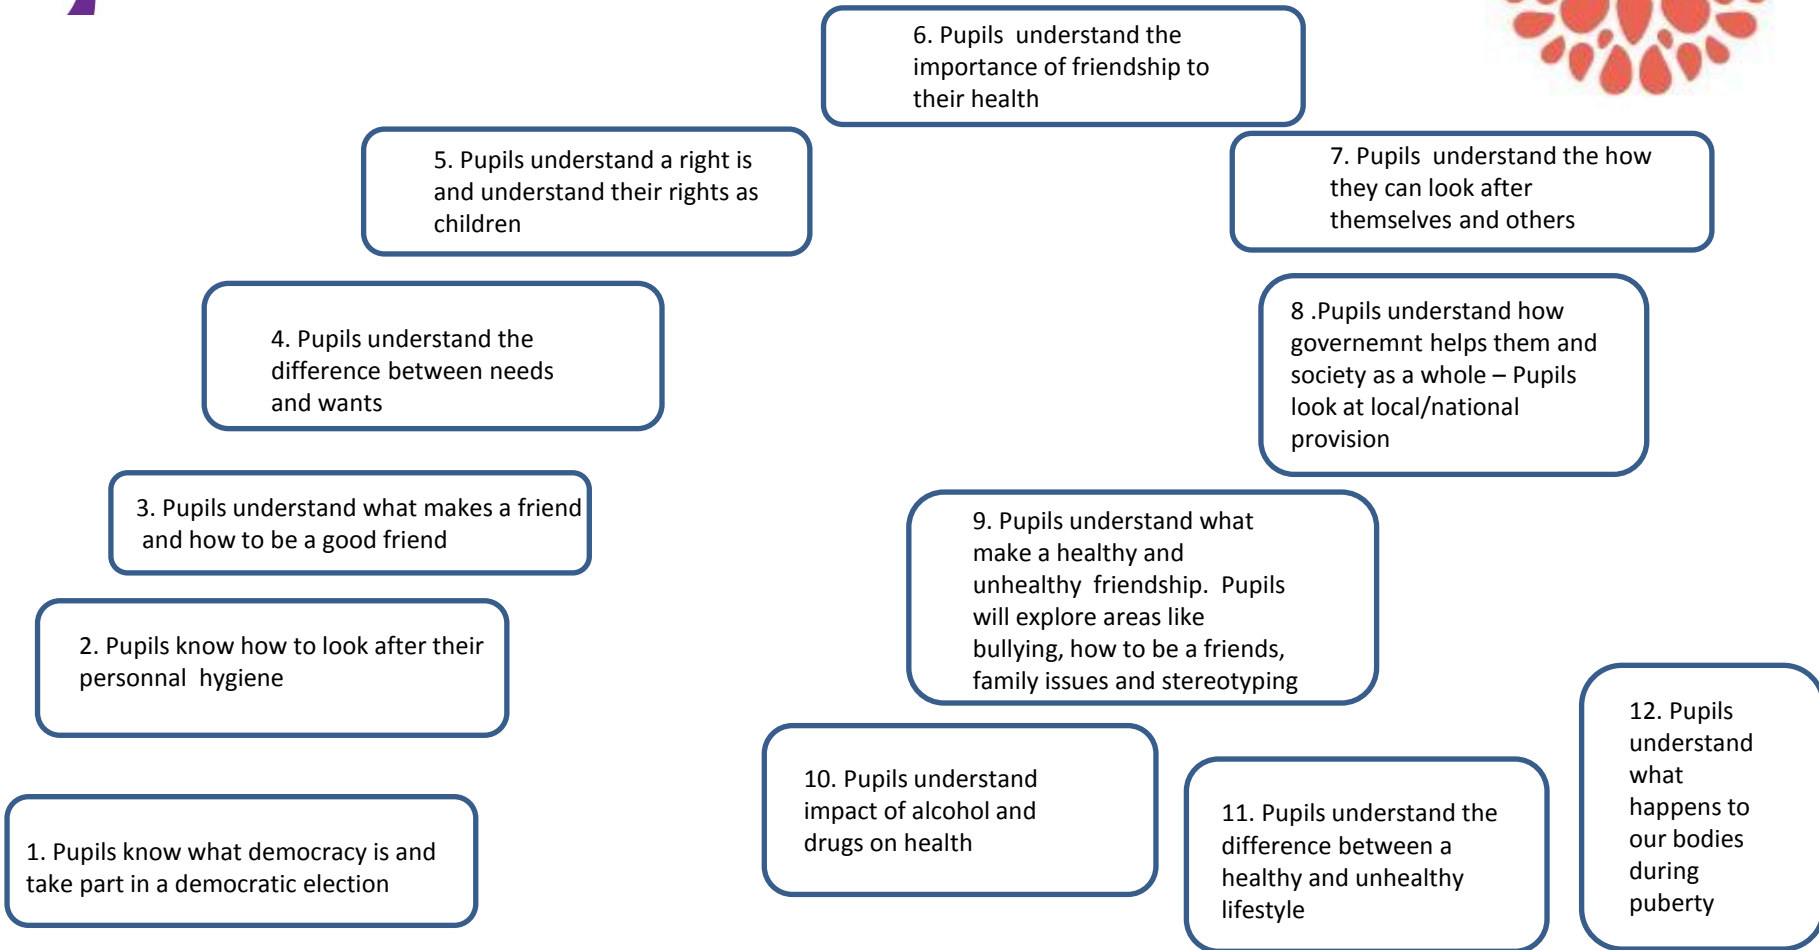 6. Pupils  understand the
importance of friendship to
their health
5. Pupils understand a right is
and understand their rights as
children
7. Pupils  understand the how
they can look after
themselves and others
4. Pupils understand the
difference between needs
and wants
8 .Pupils understand how
governemnt helps them and
society as a whole – Pupils
look at local/national
provision
3. Pupils understand what makes a friend
and how to be a good friend
9. Pupils understand what
make a healthy and
unhealthy  friendship.  Pupils
will explore areas like
bullying, how to be a friends,
family issues and stereotyping
2. Pupils know how to look after their
personnal  hygiene
10. Pupils understand
impact of alcohol and
drugs on health
11. Pupils understand the
difference between a
healthy and unhealthy
lifestyle
12. Pupils
understand
what
happens to
our bodies
during
puberty
1. Pupils know what democracy is and
take part in a democratic election